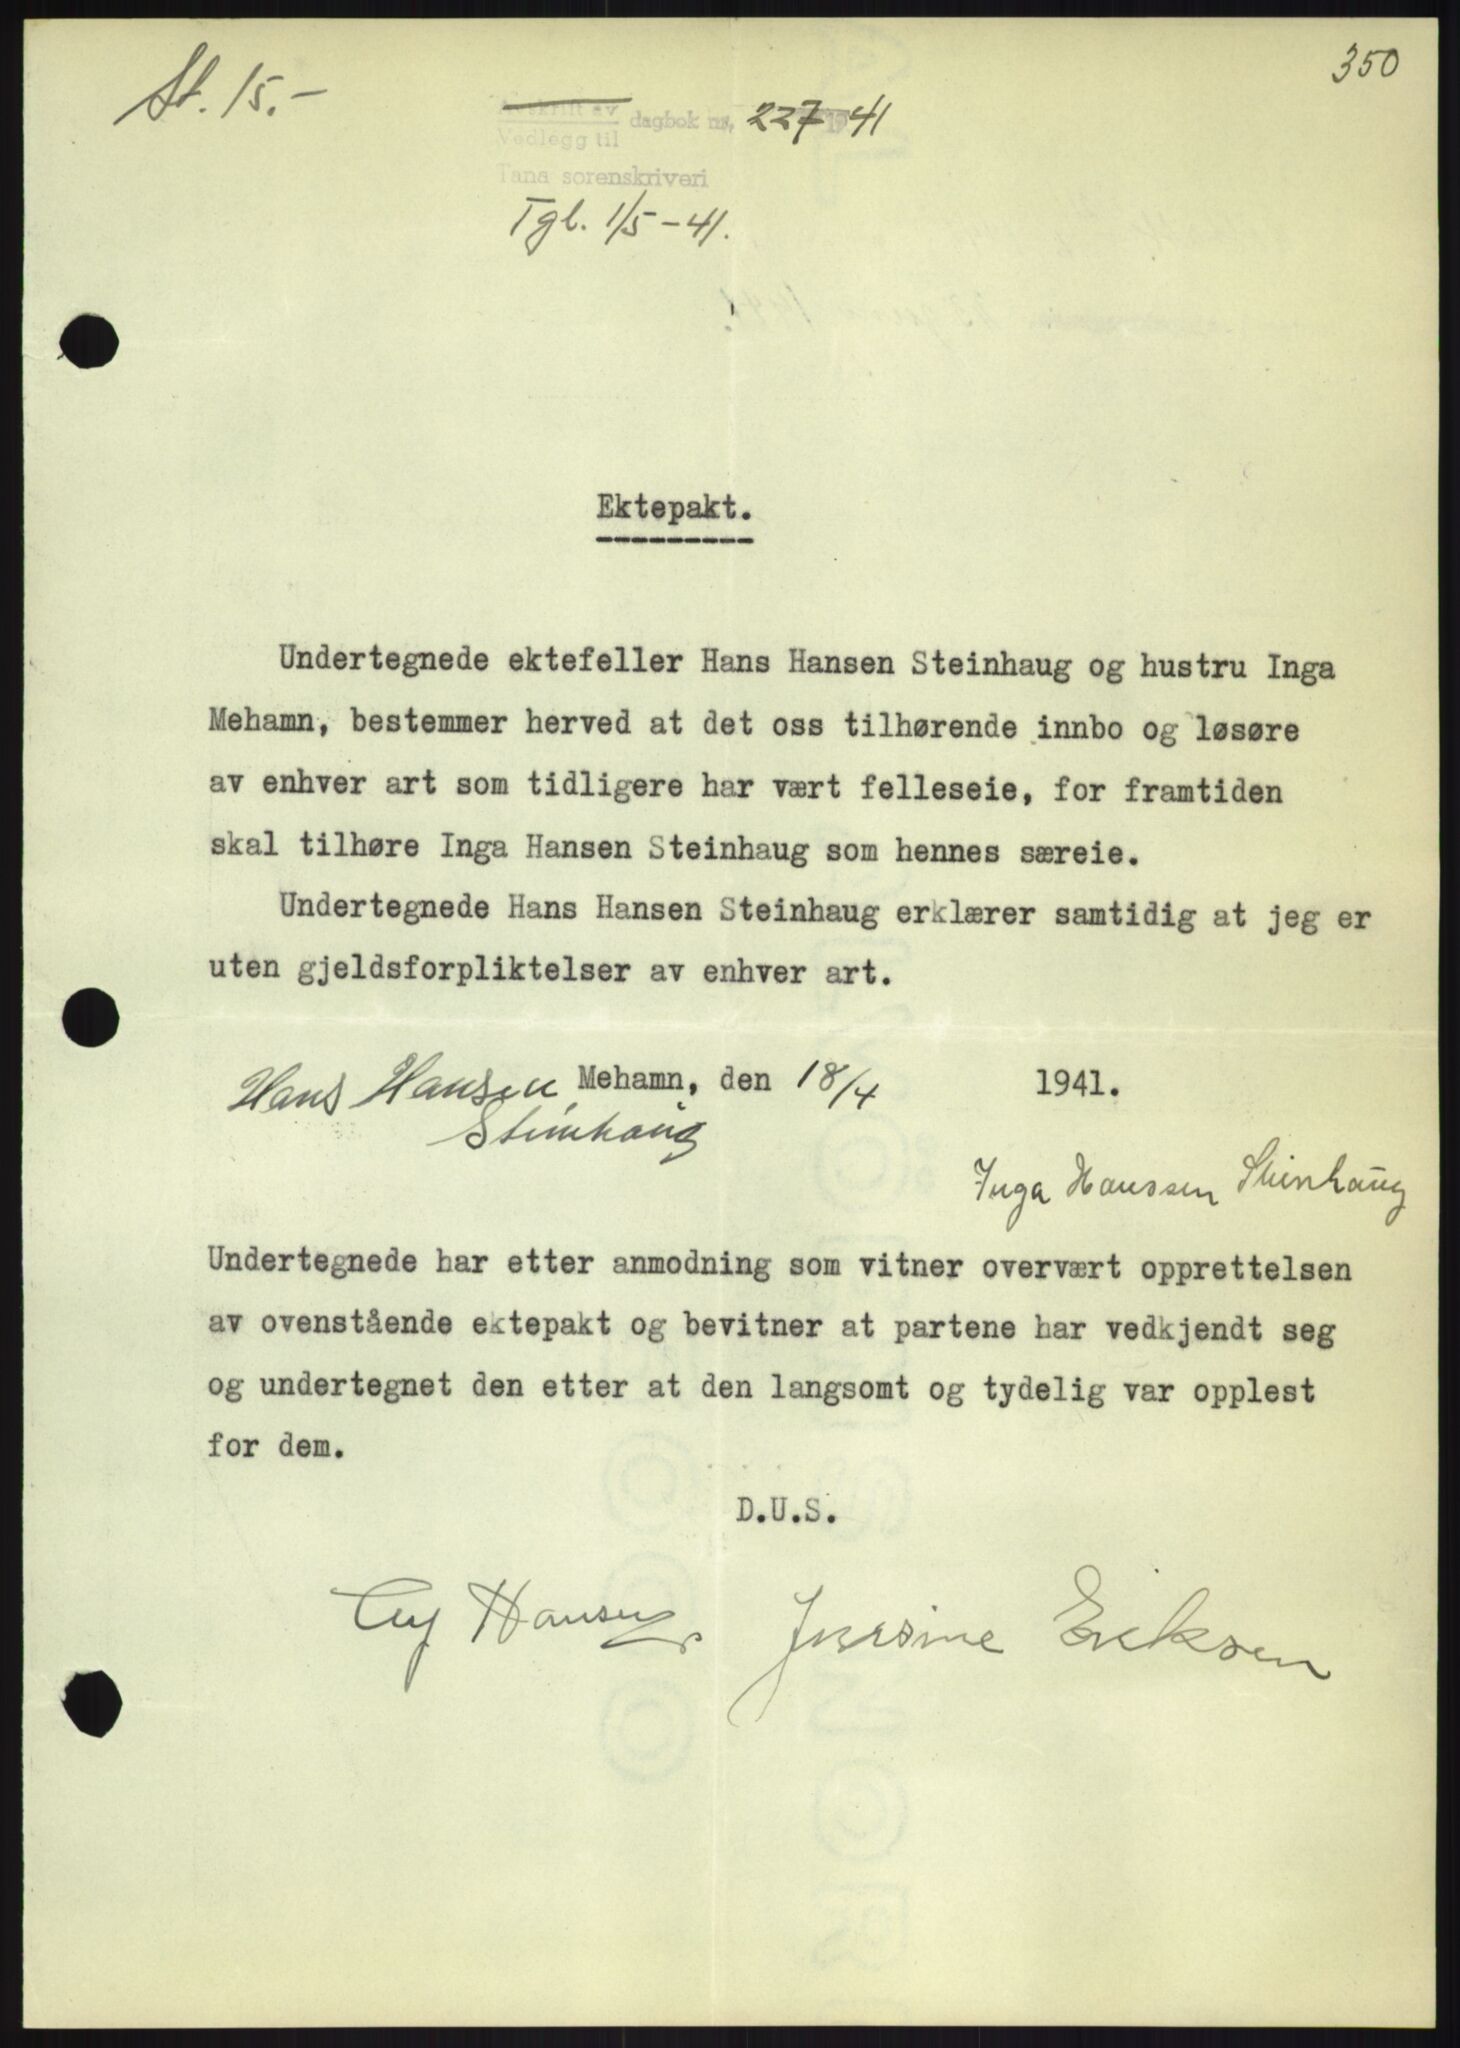 350
St. 15.-
Avskrift av
Vedlegg til
dagbok nr. 227 1941
Tana sorenskriveri
Tgb. 1/5-41.
Ektepakt.
Undertegnede ektefeller Hans Hansen Steinhaug og hustru Inga
Mehamn, bestemmer herved at det oss tilhørende innbo og løsøre
av enhver art som tidligere har vært felleseie, for framtiden
skal tilhøre Inga Hansen Steinhaug som hennes særeie.
Undertegnede Hans Hansen Steinhaug erklærer samtidig at jeg er
uten gjeldsforpliktelser av enhver art.
Hans Hansen Mehamn, den 18/4 1941.
Steinhaug
Inga Hanssen Steinhaug
Undertegnede har etter anmodning som vitner overvært opprettelsen
av ovenstående ektepakt og bevitner at partene har vedkjendt seg
og undertegnet den etter at den langsomt og tydelig var opplest
for dem.
D.U.S.
Hansen Eriksen